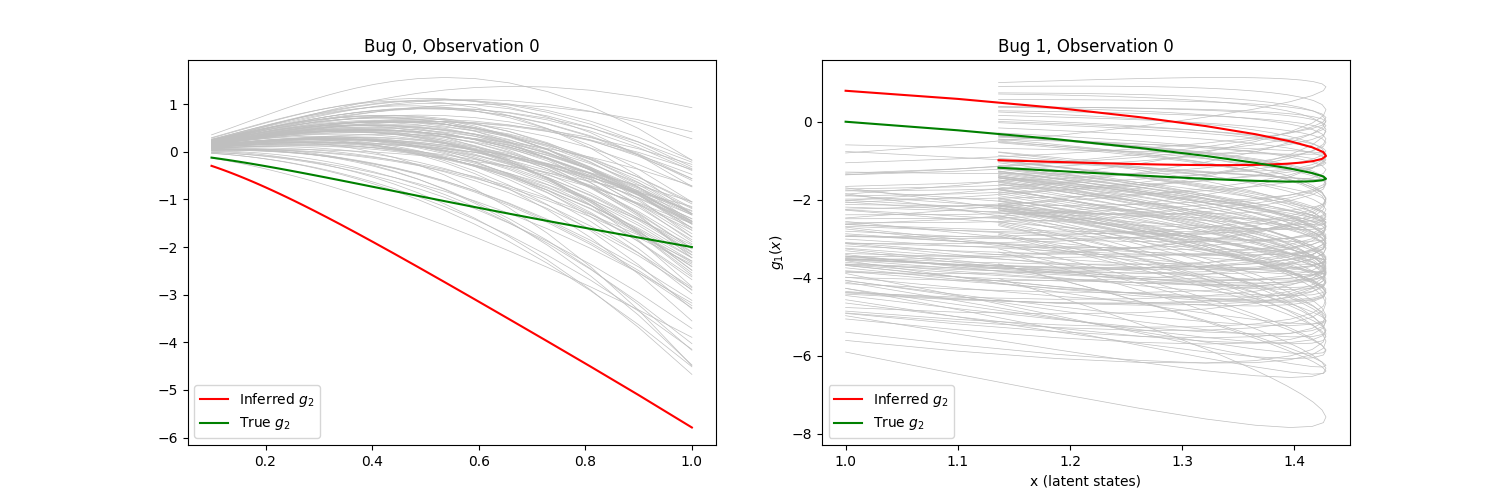 Bug 0, Observation 0
1
0
−1
−2
−3
−4
−5
−6
0.2 0.4 0.6 0.8 1.0
Inferred g₂
True g₂
Bug 1, Observation 0
g₁(x)
0
−2
−4
−6
−8
1.0 1.1 1.2 1.3 1.4
x (latent states)
Inferred g₂
True g₂